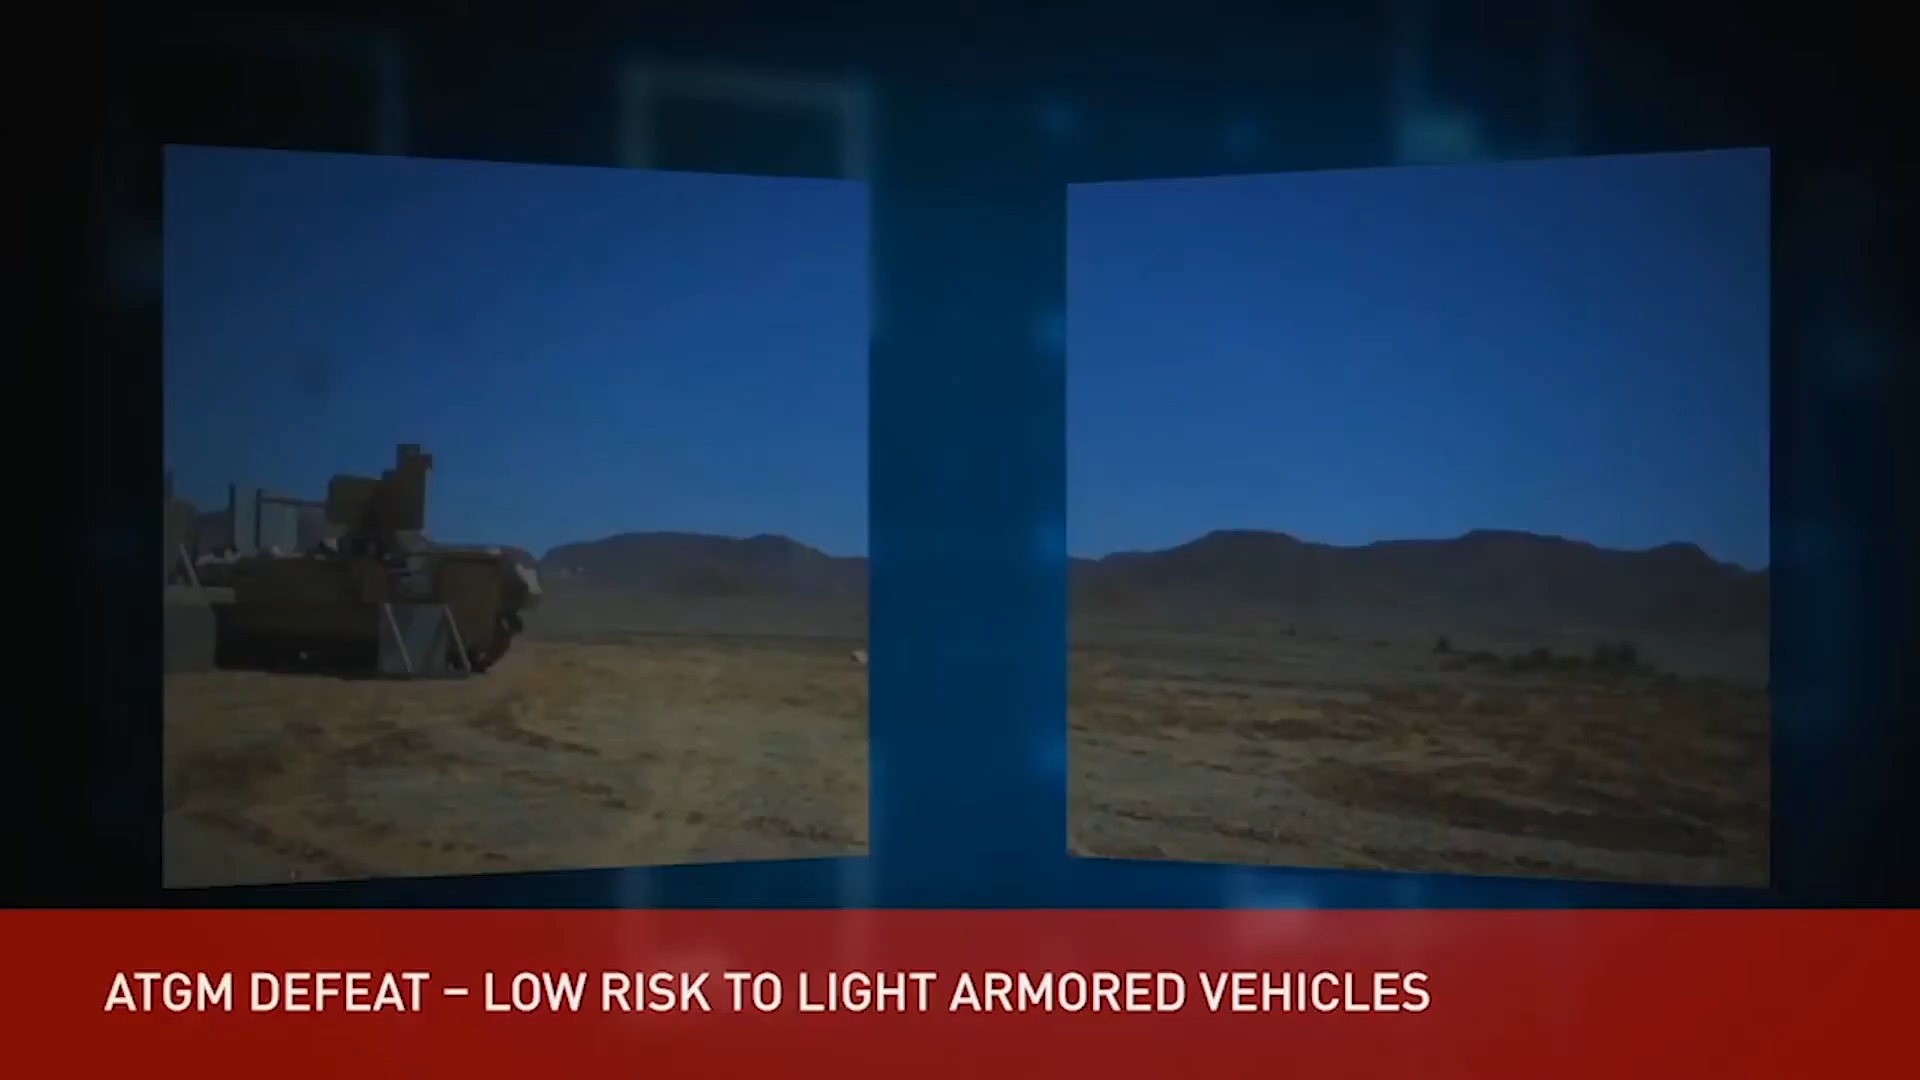 ATGM DEFEAT – LOW RISK TO LIGHT ARMORED VEHICLES